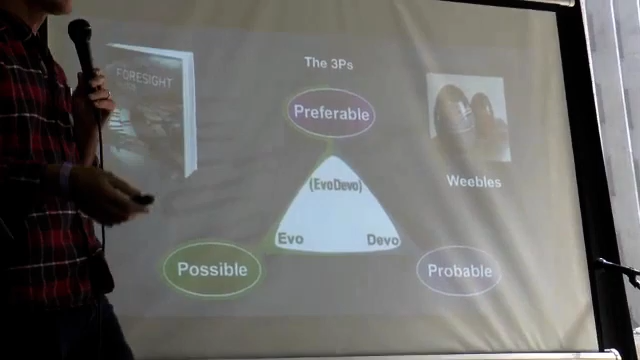 The 3Ps
FORESIGHT
Preferable
Weebles
(EvoDevo)
Evo
Devo
Possible
Probable